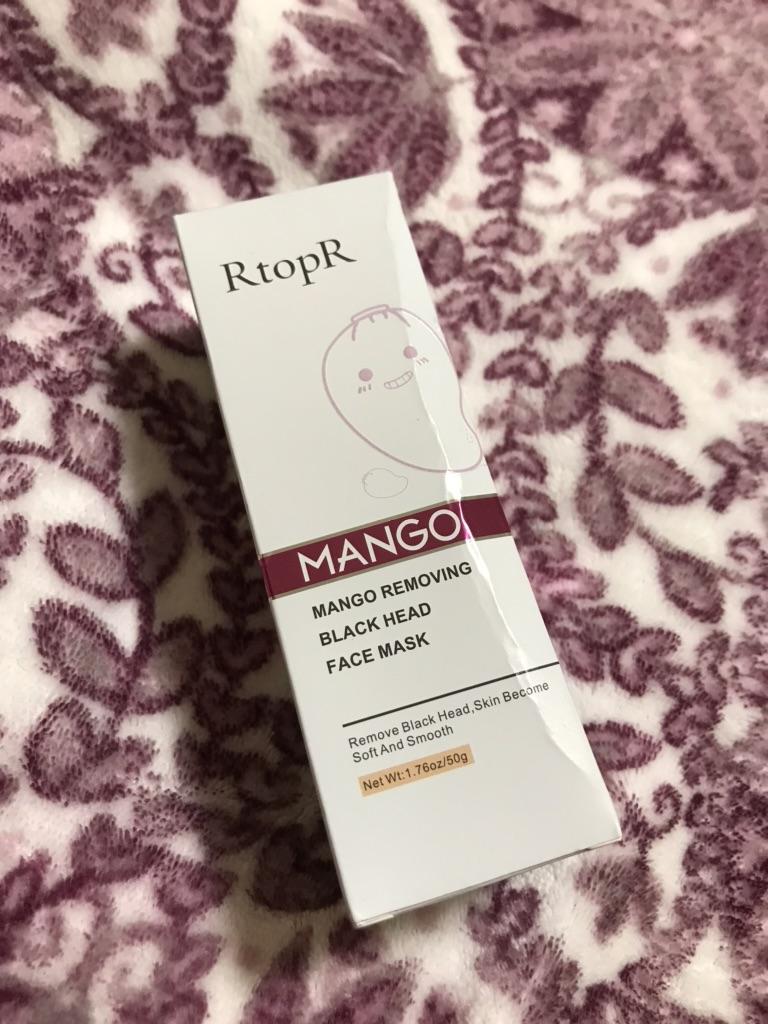 RtopR
MANGO
MANGO REMOVING
BLACK HEAD
FACE MASK
Remove Black Head,Skin Become
Soft And Smooth
Net Wt:1.76oz/50g